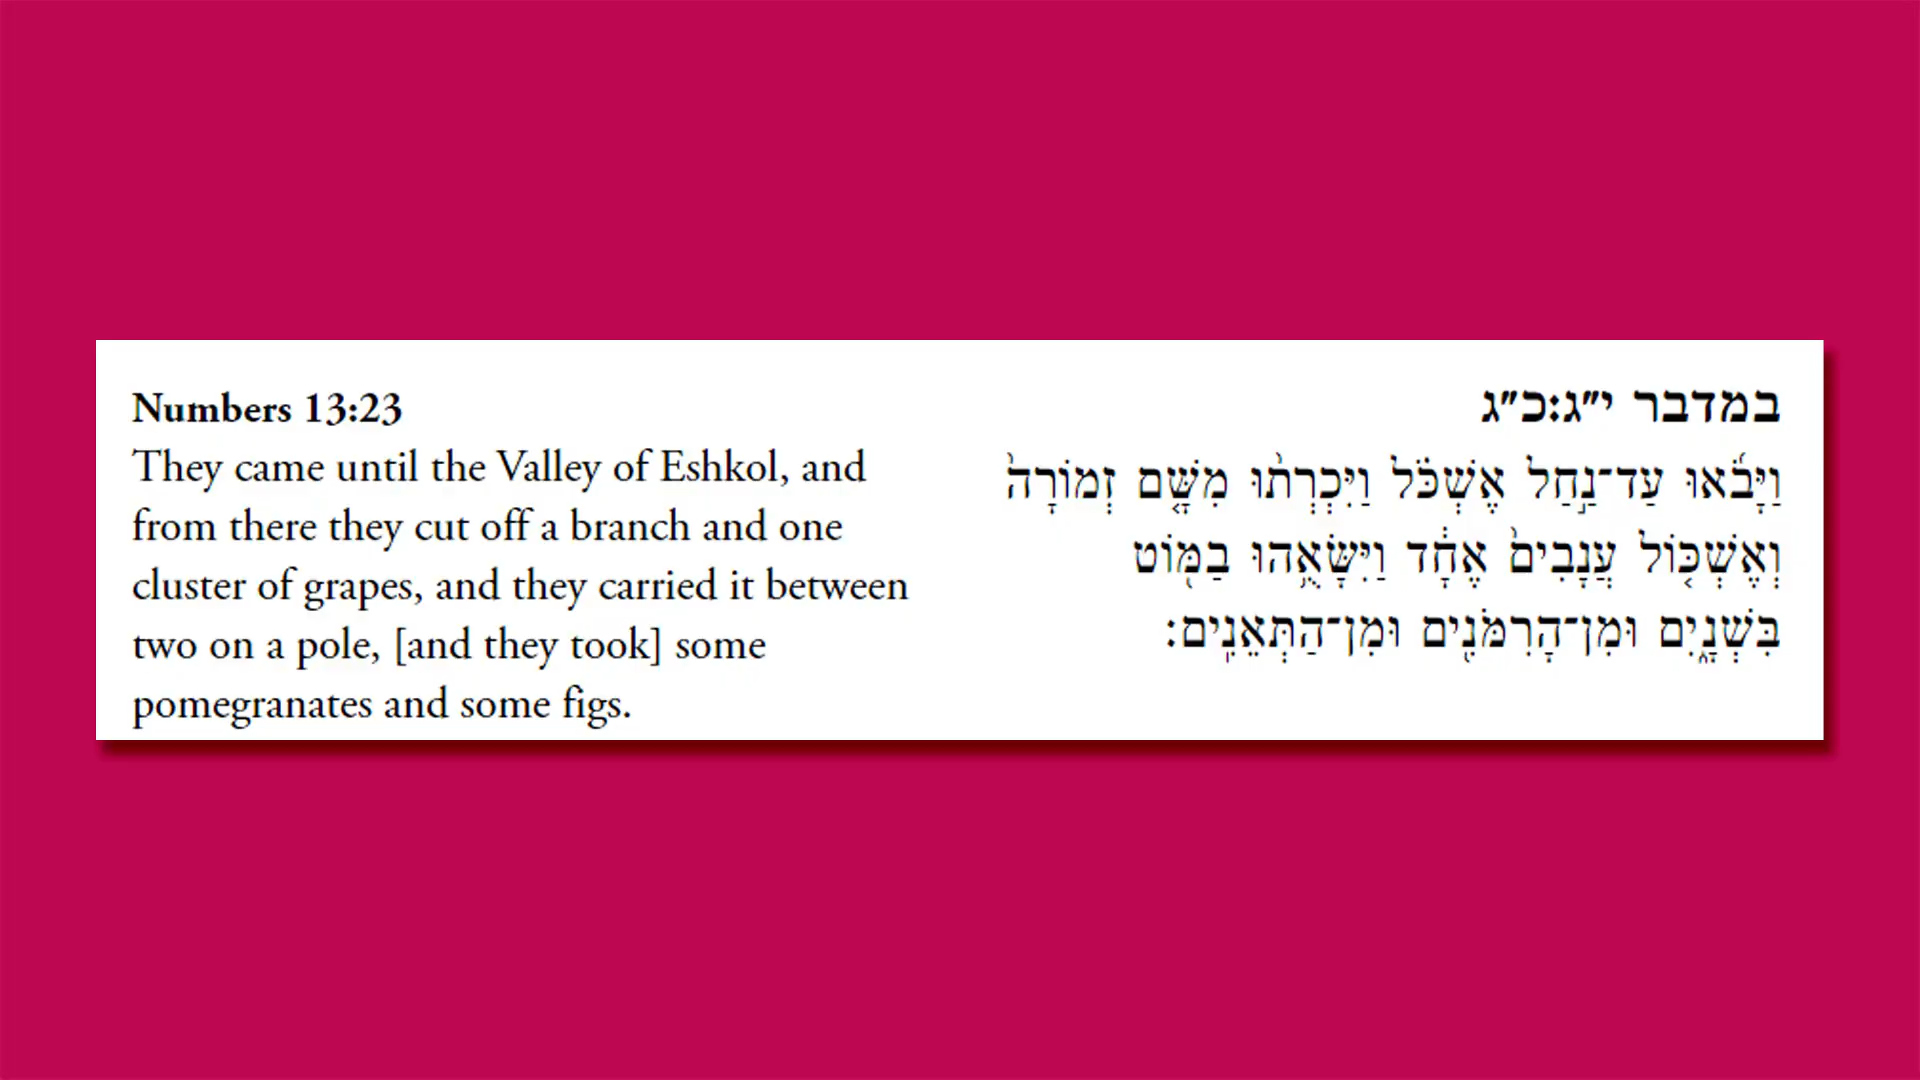 Numbers 13:23
They came until the Valley of Eshkol, and
from there they cut off a branch and one
cluster of grapes, and they carried it between
two on a pole, [and they took] some
pomegranates and some figs.
במדבר י״ג:כ״ג
וַיָּבֹ֜אוּ עַד־נַ֣חַל אֶשְׁכֹּ֗ל וַיִּכְרְת֨וּ מִשָּׁ֤ם זְמוֹרָה֙
וְאֶשְׁכּ֤וֹל עֲנָבִים֙ אֶחָ֔ד וַיִּשָּׂאֻ֥הוּ בַמּ֖וֹט
בִּשְׁנָ֑יִם וּמִן־הָרִמֹּנִ֖ים וּמִן־הַתְּאֵנִֽים׃